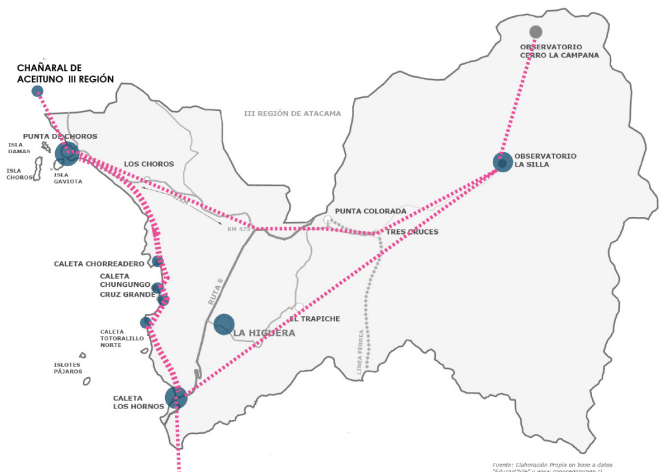 OBSERVATORIO
CERRO LA CAMPANA
CHAÑARAL DE
ACEITUNO III REGIÓN
III REGIÓN DE ATACAMA
PUNTA DE CHOROS
ISLA
DAMAS
ISLA
CHOROS
ISLA
GAVIOTA
LOS CHOROS
OBSERVATORIO
LA SILLA
PUNTA COLORADA
KM 475
TRES CRUCES
CALETA CHORREADERO
CALETA
CHUNGUNGO
CRUZ GRANDE
RUTA 5
EL TRAPICHE
LA HIGUERA
CALETA
TOTORALILLO
NORTE
LINEA FÉRREA
ISLOTES
PÁJAROS
CALETA
LOS HORNOS
Fuente: Elaboración Propia en base a datos